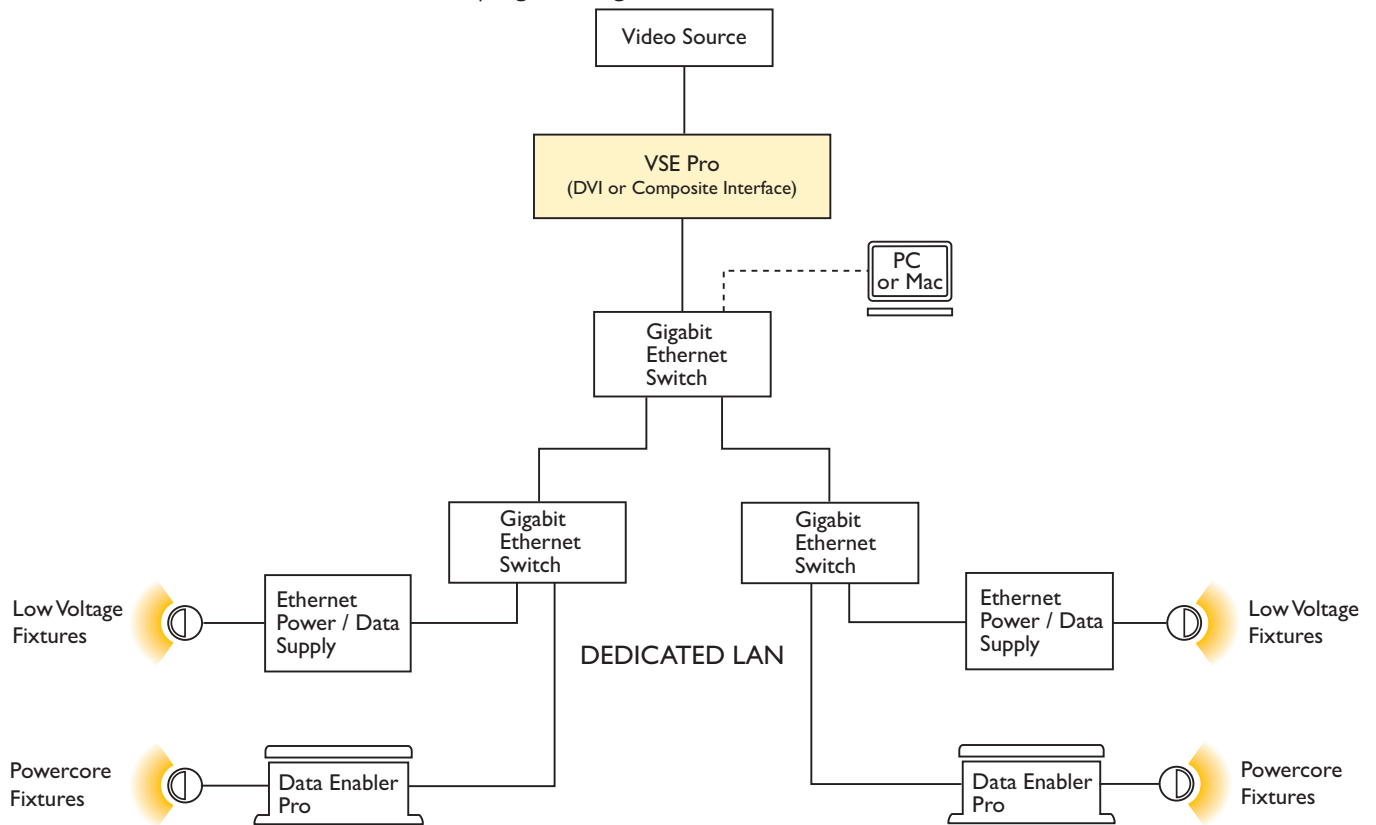 Video Source
VSE Pro
(DVI or Composite Interface)
PC
or Mac
Gigabit
Ethernet
Switch
Gigabit
Ethernet
Switch
Gigabit
Ethernet
Switch
Low Voltage
Fixtures
Ethernet
Power / Data
Supply
DEDICATED LAN
Ethernet
Power / Data
Supply
Low Voltage
Fixtures
Powercore
Fixtures
Data Enabler
Pro
Data Enabler
Pro
Powercore
Fixtures